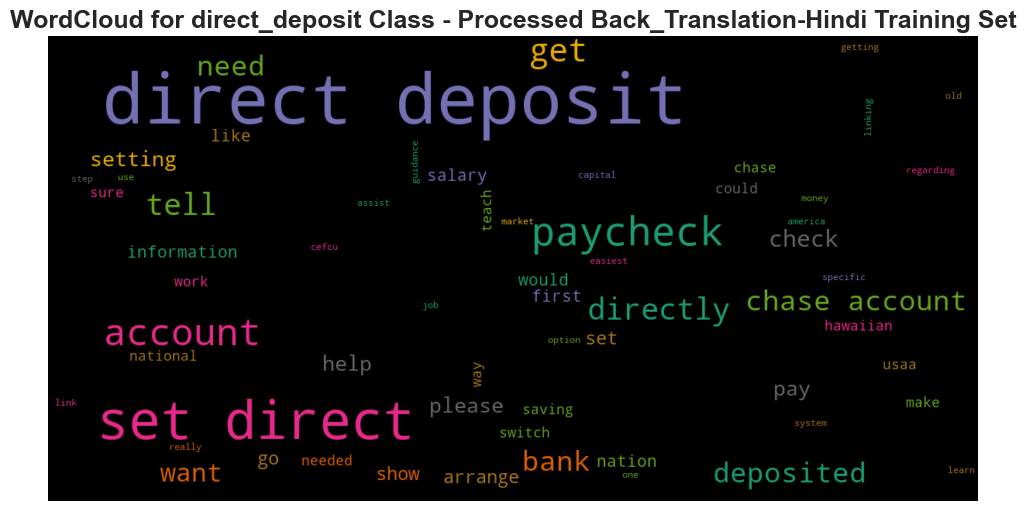 WordCloud for direct_deposit Class - Processed Back_Translation-Hindi Training Set
get
getting
need
direct deposit
old
linking
like
setting
guidance
salary
chase
regarding
step
use
capital
could
sure
teach
money
tell
assist
market
america
paycheck
check
cefcu
information
easiest
work
would
specific
first
chase account
job
directly
hawaiian
account
option
set
national
help
way
usaa
pay
link
please
saving
make
set direct
switch
system
really
go
needed
bank
nation
want
show
arrange
one
deposited
learn